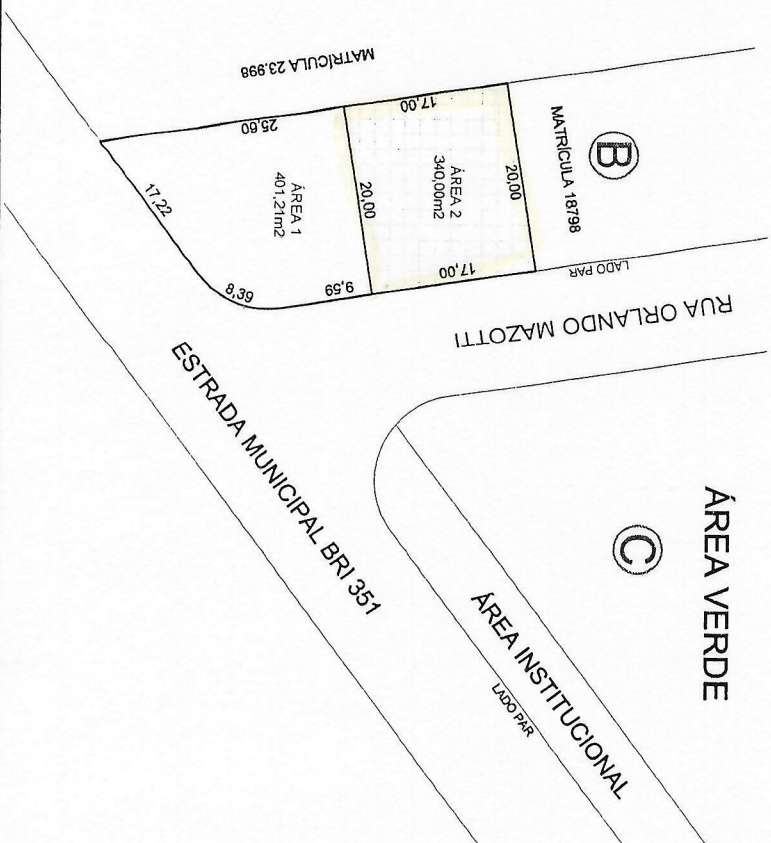 MATRÍCULA 23.998
25,60
17,00
20,00
ÁREA 2
340,00m2
20,00
17,00
ÁREA 1
401,21m2
17,22
8,39
9,59
B
MATRÍCULA 18798
LADO PAR
RUA ORLANDO MAZOTTI
ESTRADA MUNICIPAL BRI 351
ÁREA VERDE
C
ÁREA INSTITUCIONAL
LADO PAR